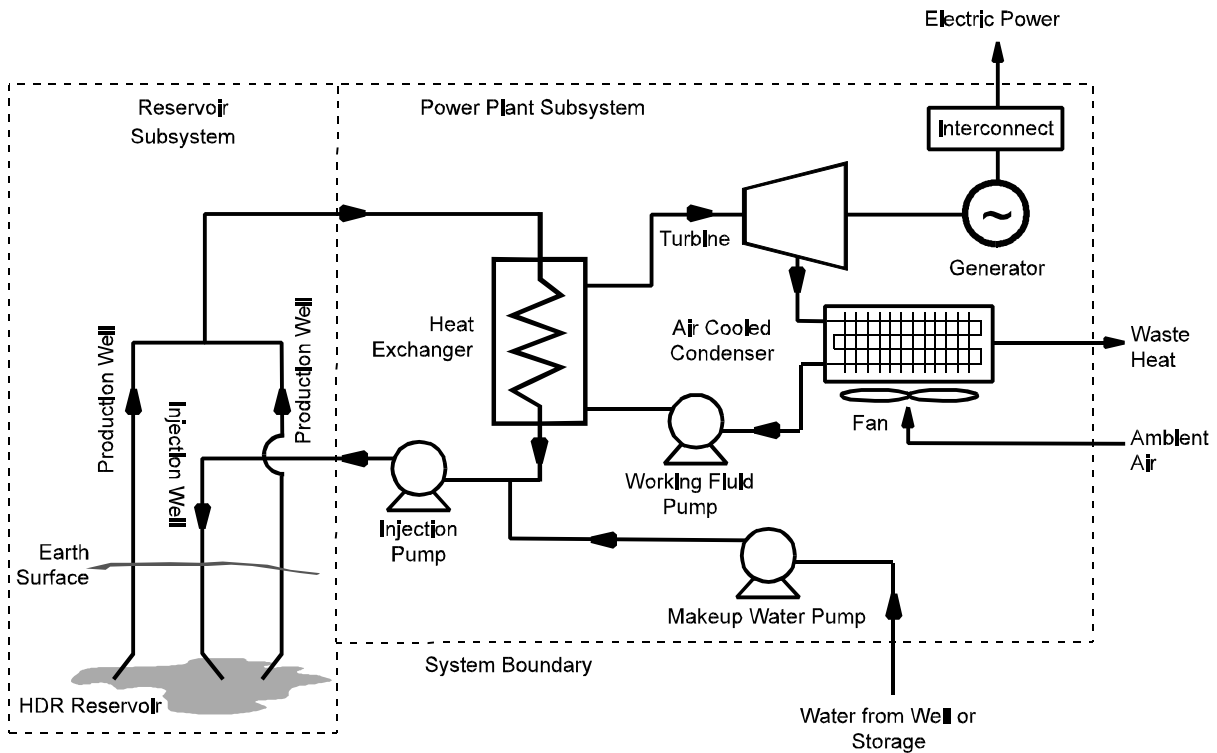 Electric Power
Reservoir
Subsystem
Power Plant Subsystem
Interconnect
~
Turbine
Generator
Heat
Exchanger
Air Cooled
Condenser
Waste
Heat
Production Well
Injection Well
Production Well
Fan
Ambient
Air
Working Fluid
Pump
Injection
Pump
Earth
Surface
Makeup Water Pump
System Boundary
HDR Reservoir
Water from Well or
Storage